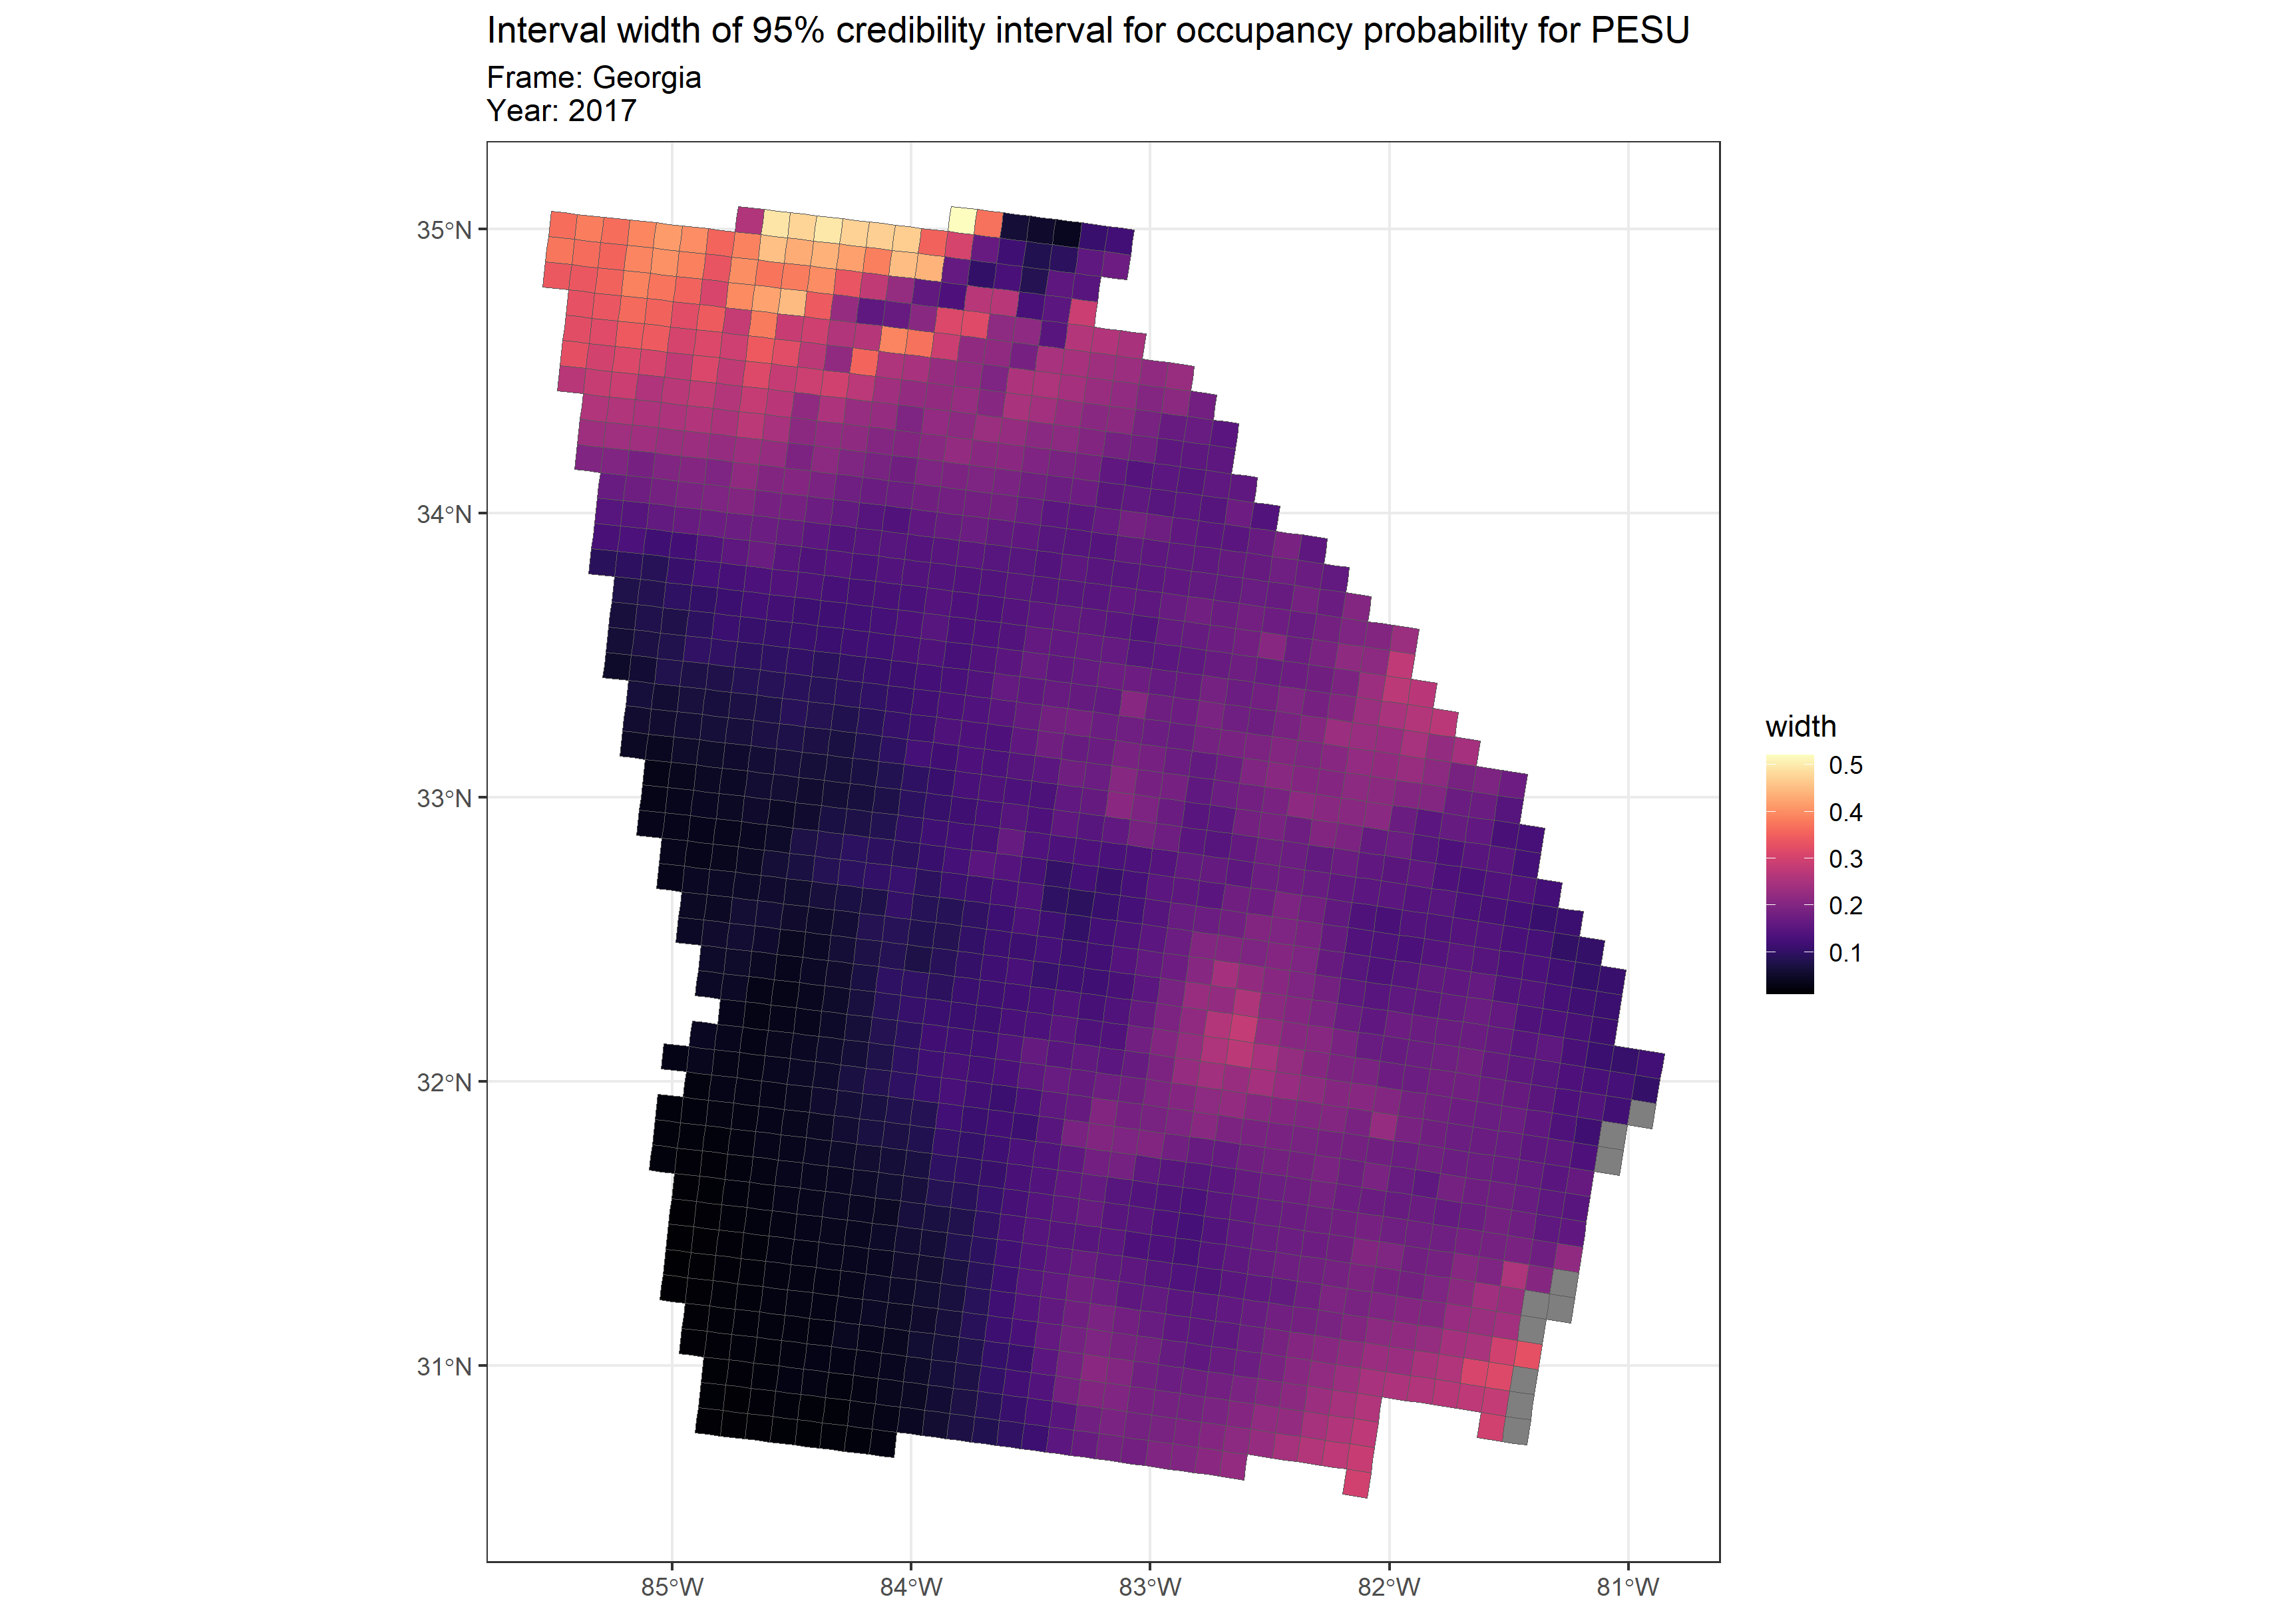 Interval width of 95% credibility interval for occupancy probability for PESU
Frame: Georgia
Year: 2017
35°N
34°N
33°N
32°N
31°N
85°W
84°W
83°W
82°W
81°W
width
0.5
0.4
0.3
0.2
0.1